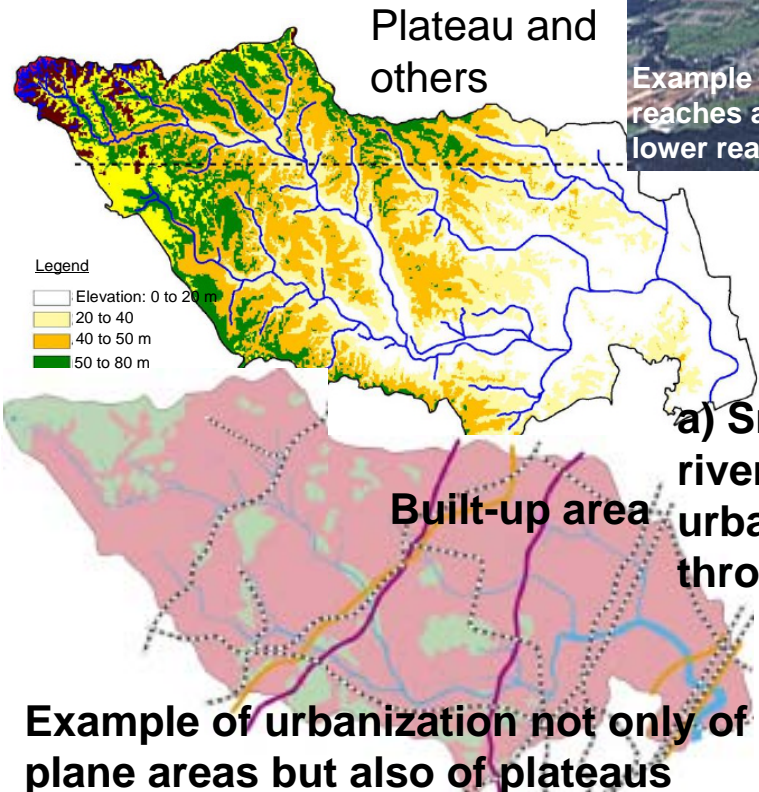 Plateau and
others
Example
reaches a
lower rea
Legend
Elevation: 0 to 20 m
20 to 40
40 to 50 m
50 to 80 m
a) S
river
Built-up area
urba
thro
Example of urbanization not only of
plane areas but also of plateaus